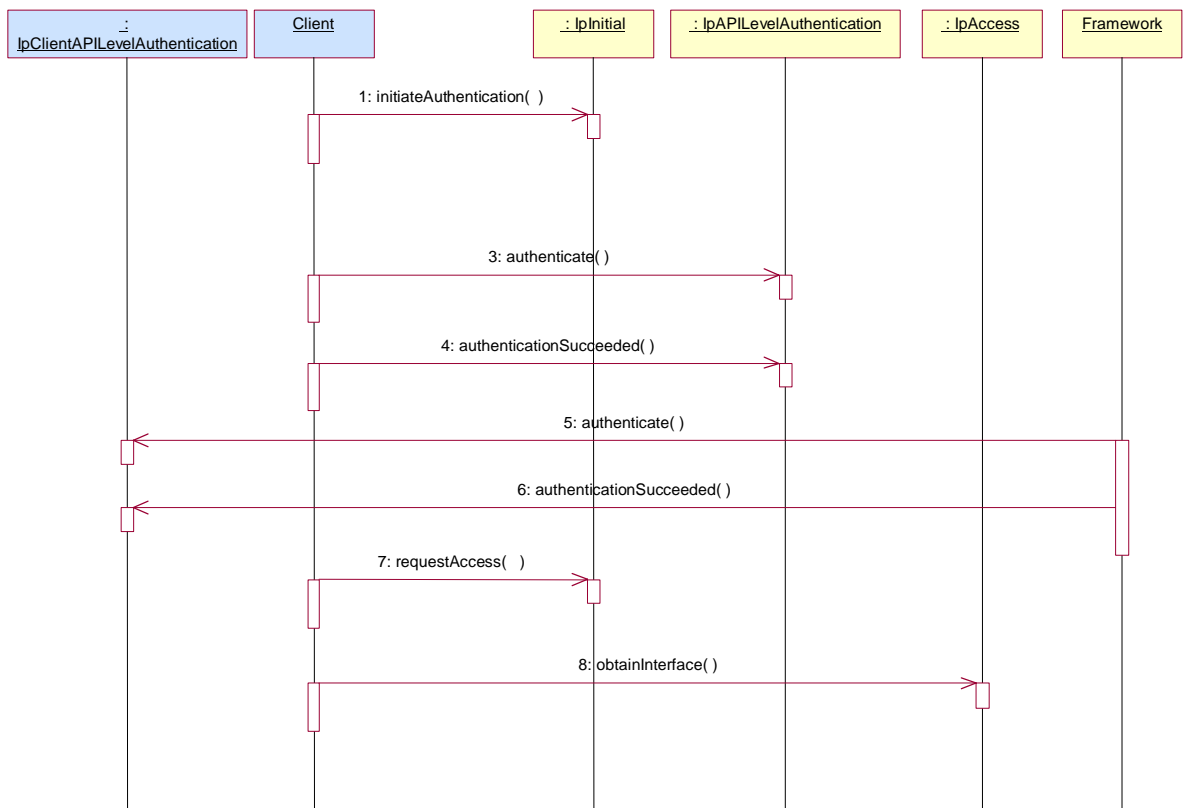 :
IpClientAPILevelAuthentication
Client
: IpInitial
: IpAPILevelAuthentication
: IpAccess
Framework
1: initiateAuthentication(  )
3: authenticate( )
4: authenticationSucceeded( )
5: authenticate( )
6: authenticationSucceeded( )
7: requestAccess(   )
8: obtainInterface( )